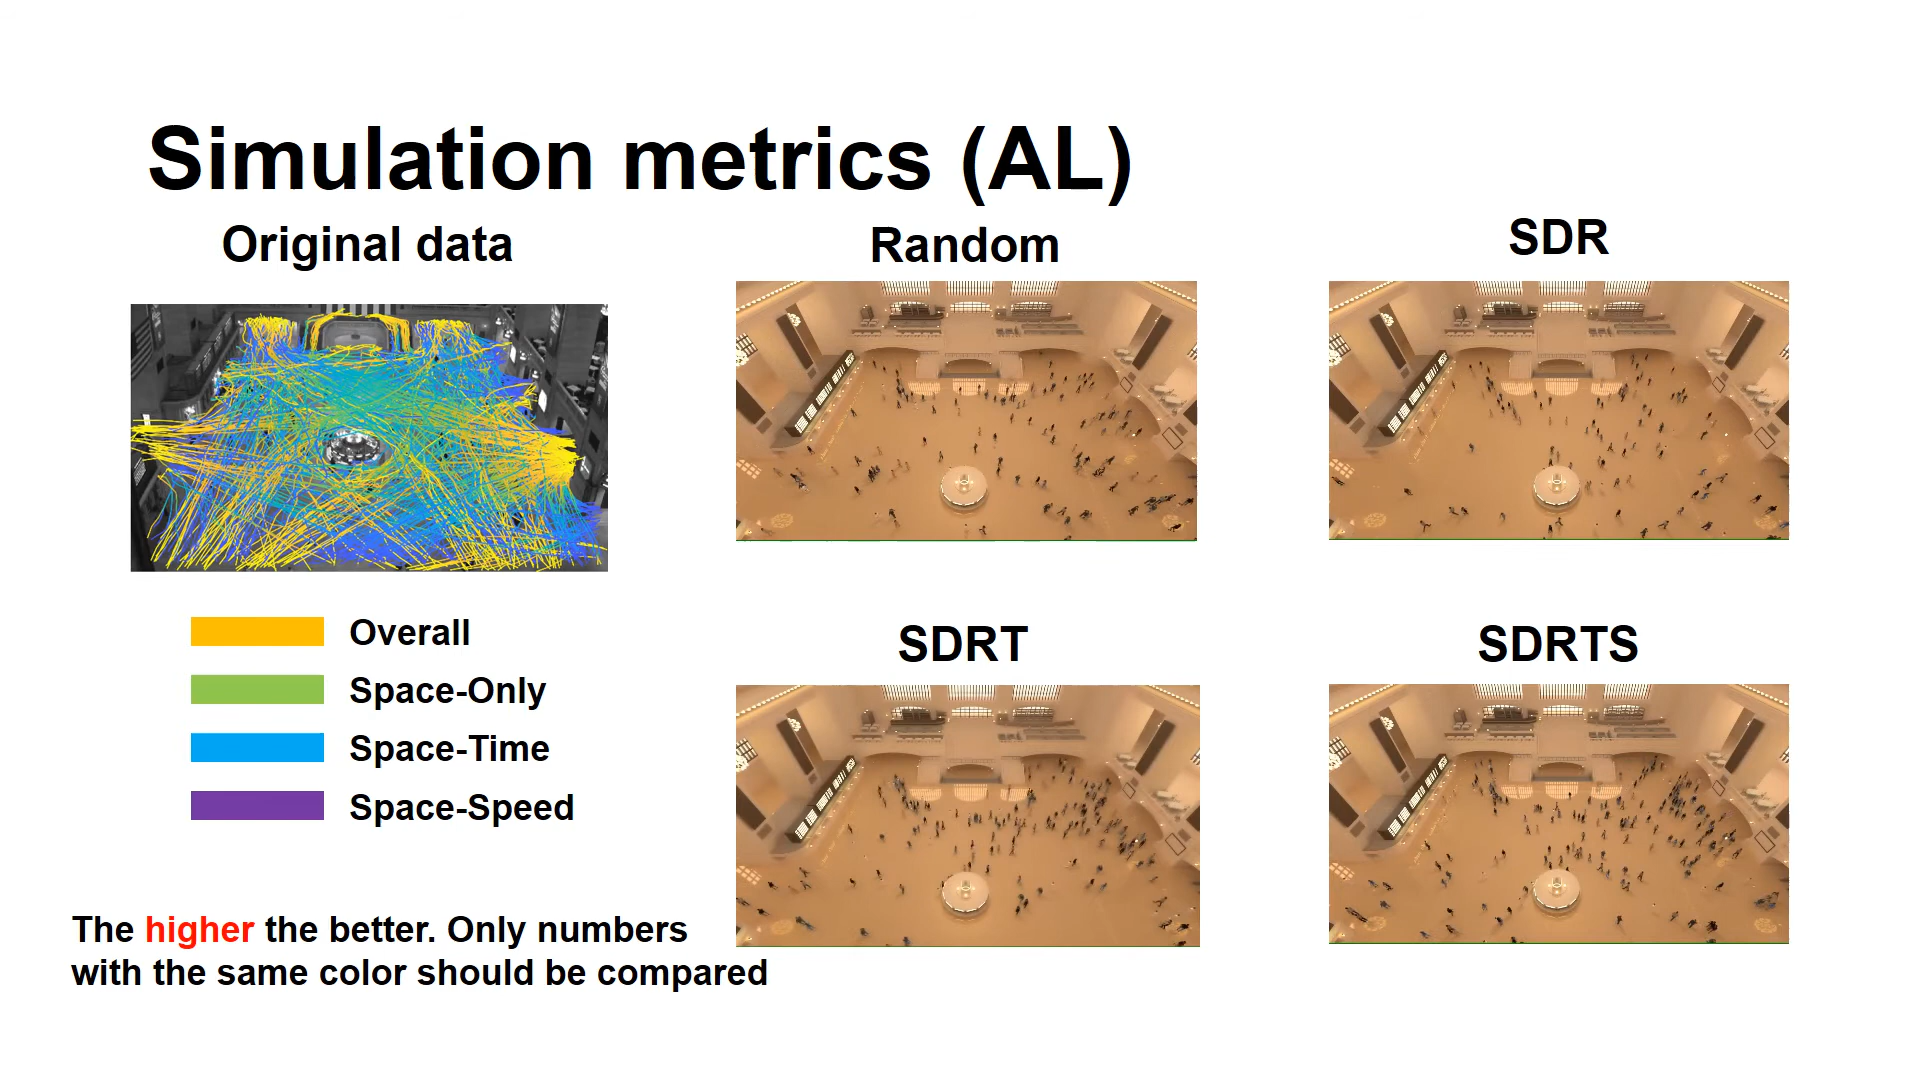 Simulation metrics (AL)
Original data
Random
SDR
Overall
Space-Only
Space-Time
Space-Speed
SDRT
SDRTS
The higher the better. Only numbers
with the same color should be compared